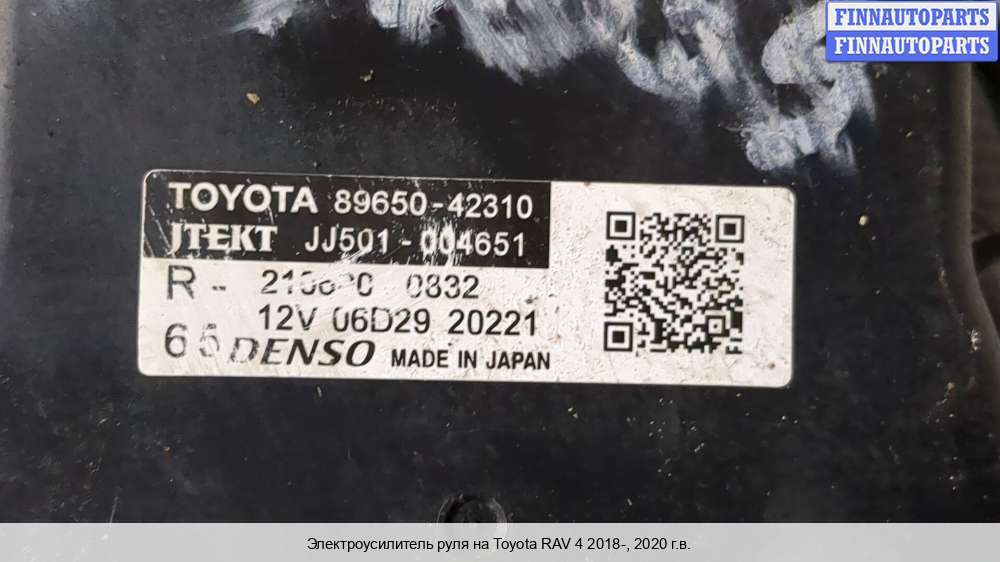 FINNAUTOPARTS
FINNAUTOPARTS
TOYOTA 89650-42310
JTEKT JJ501-004651
R - 0832
12V 06D29 20221
65 DENSO MADE IN JAPAN
Электроусилитель руля на Toyota RAV 4 2018-, 2020 г.в.